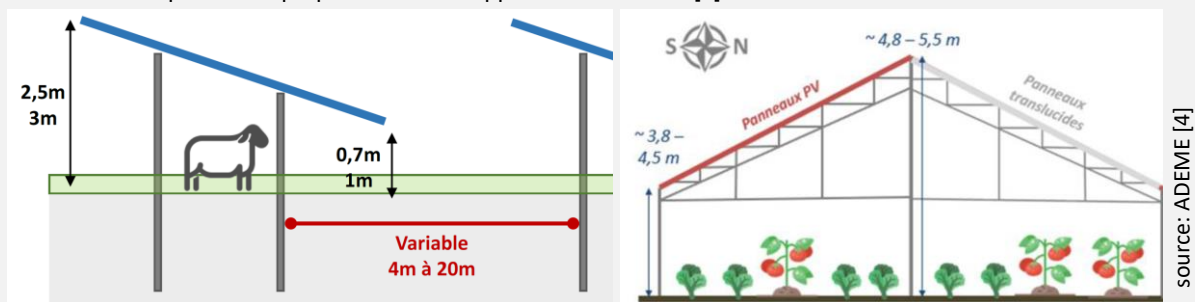 2,5m
3m
0,7m
1m
Variable
4m à 20m
S N
~ 4,8 – 5,5 m
Panneaux PV
Panneaux
translucides
~ 3,8 –
4,5 m
source: ADEME [4]